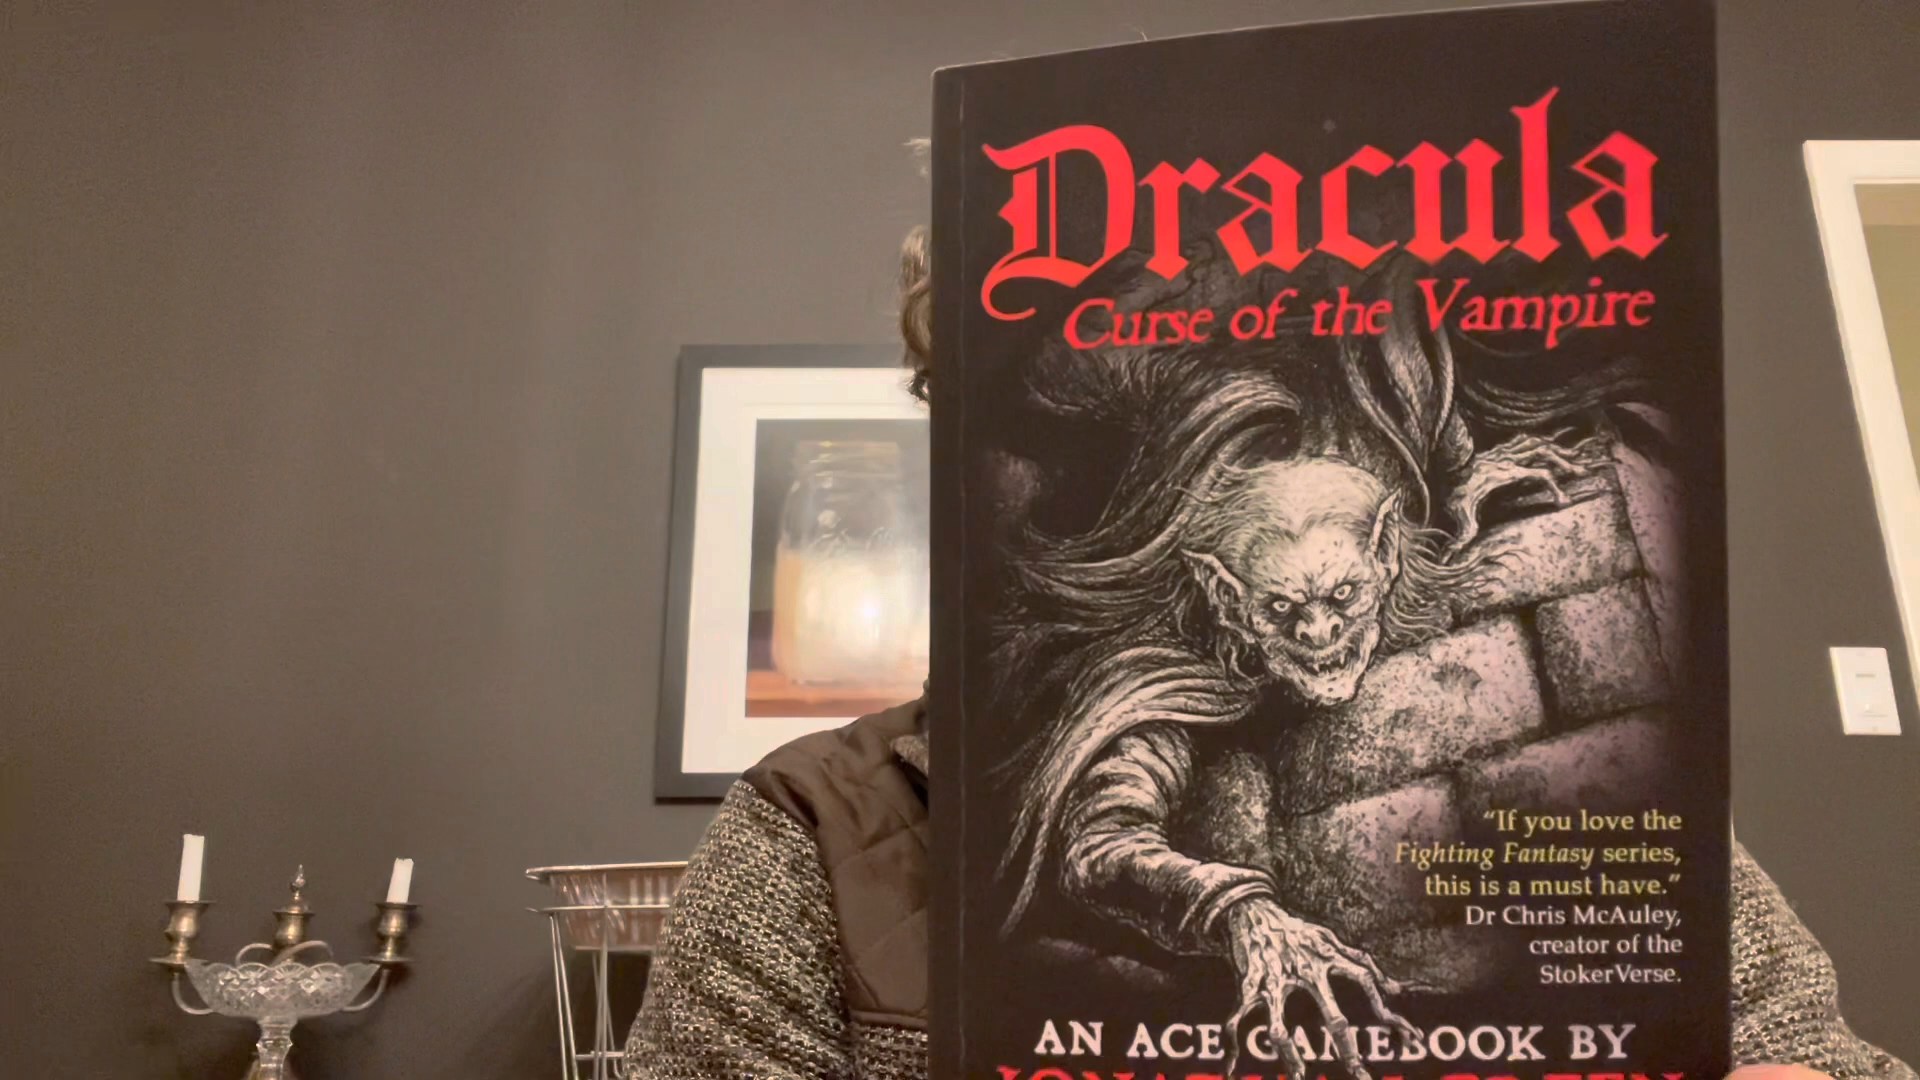 Dracula
Curse of the Vampire
“If you love the
Fighting Fantasy series,
this is a must have.”
Dr Chris McAuley,
creator of the
StokerVerse.
AN ACE GAMEBOOK BY